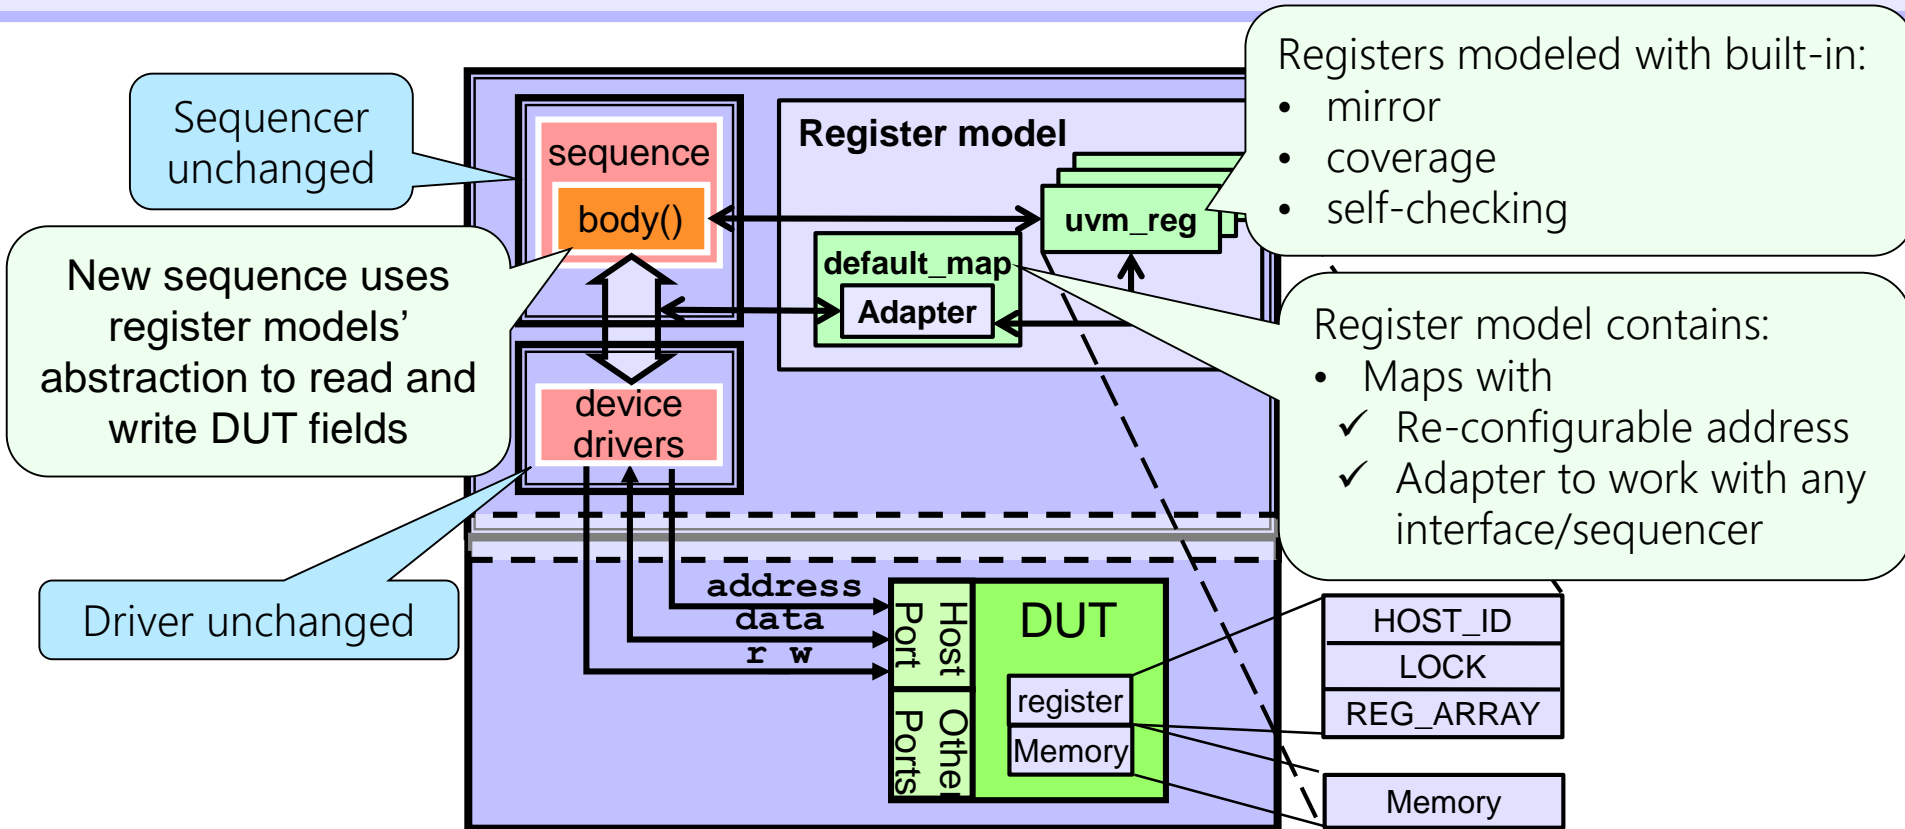 Registers modeled with built-in:
• mirror
• coverage
• self-checking
Sequencer
unchanged
sequence
body()
Register model
uvm_reg
default_map
Adapter
New sequence uses
register models’
abstraction to read and
write DUT fields
Register model contains:
• Maps with
✓ Re-configurable address
✓ Adapter to work with any
interface/sequencer
device
drivers
Driver unchanged
address
data
r w
Host
Port
Other
Ports
DUT
register
Memory
HOST_ID
LOCK
REG_ARRAY
Memory